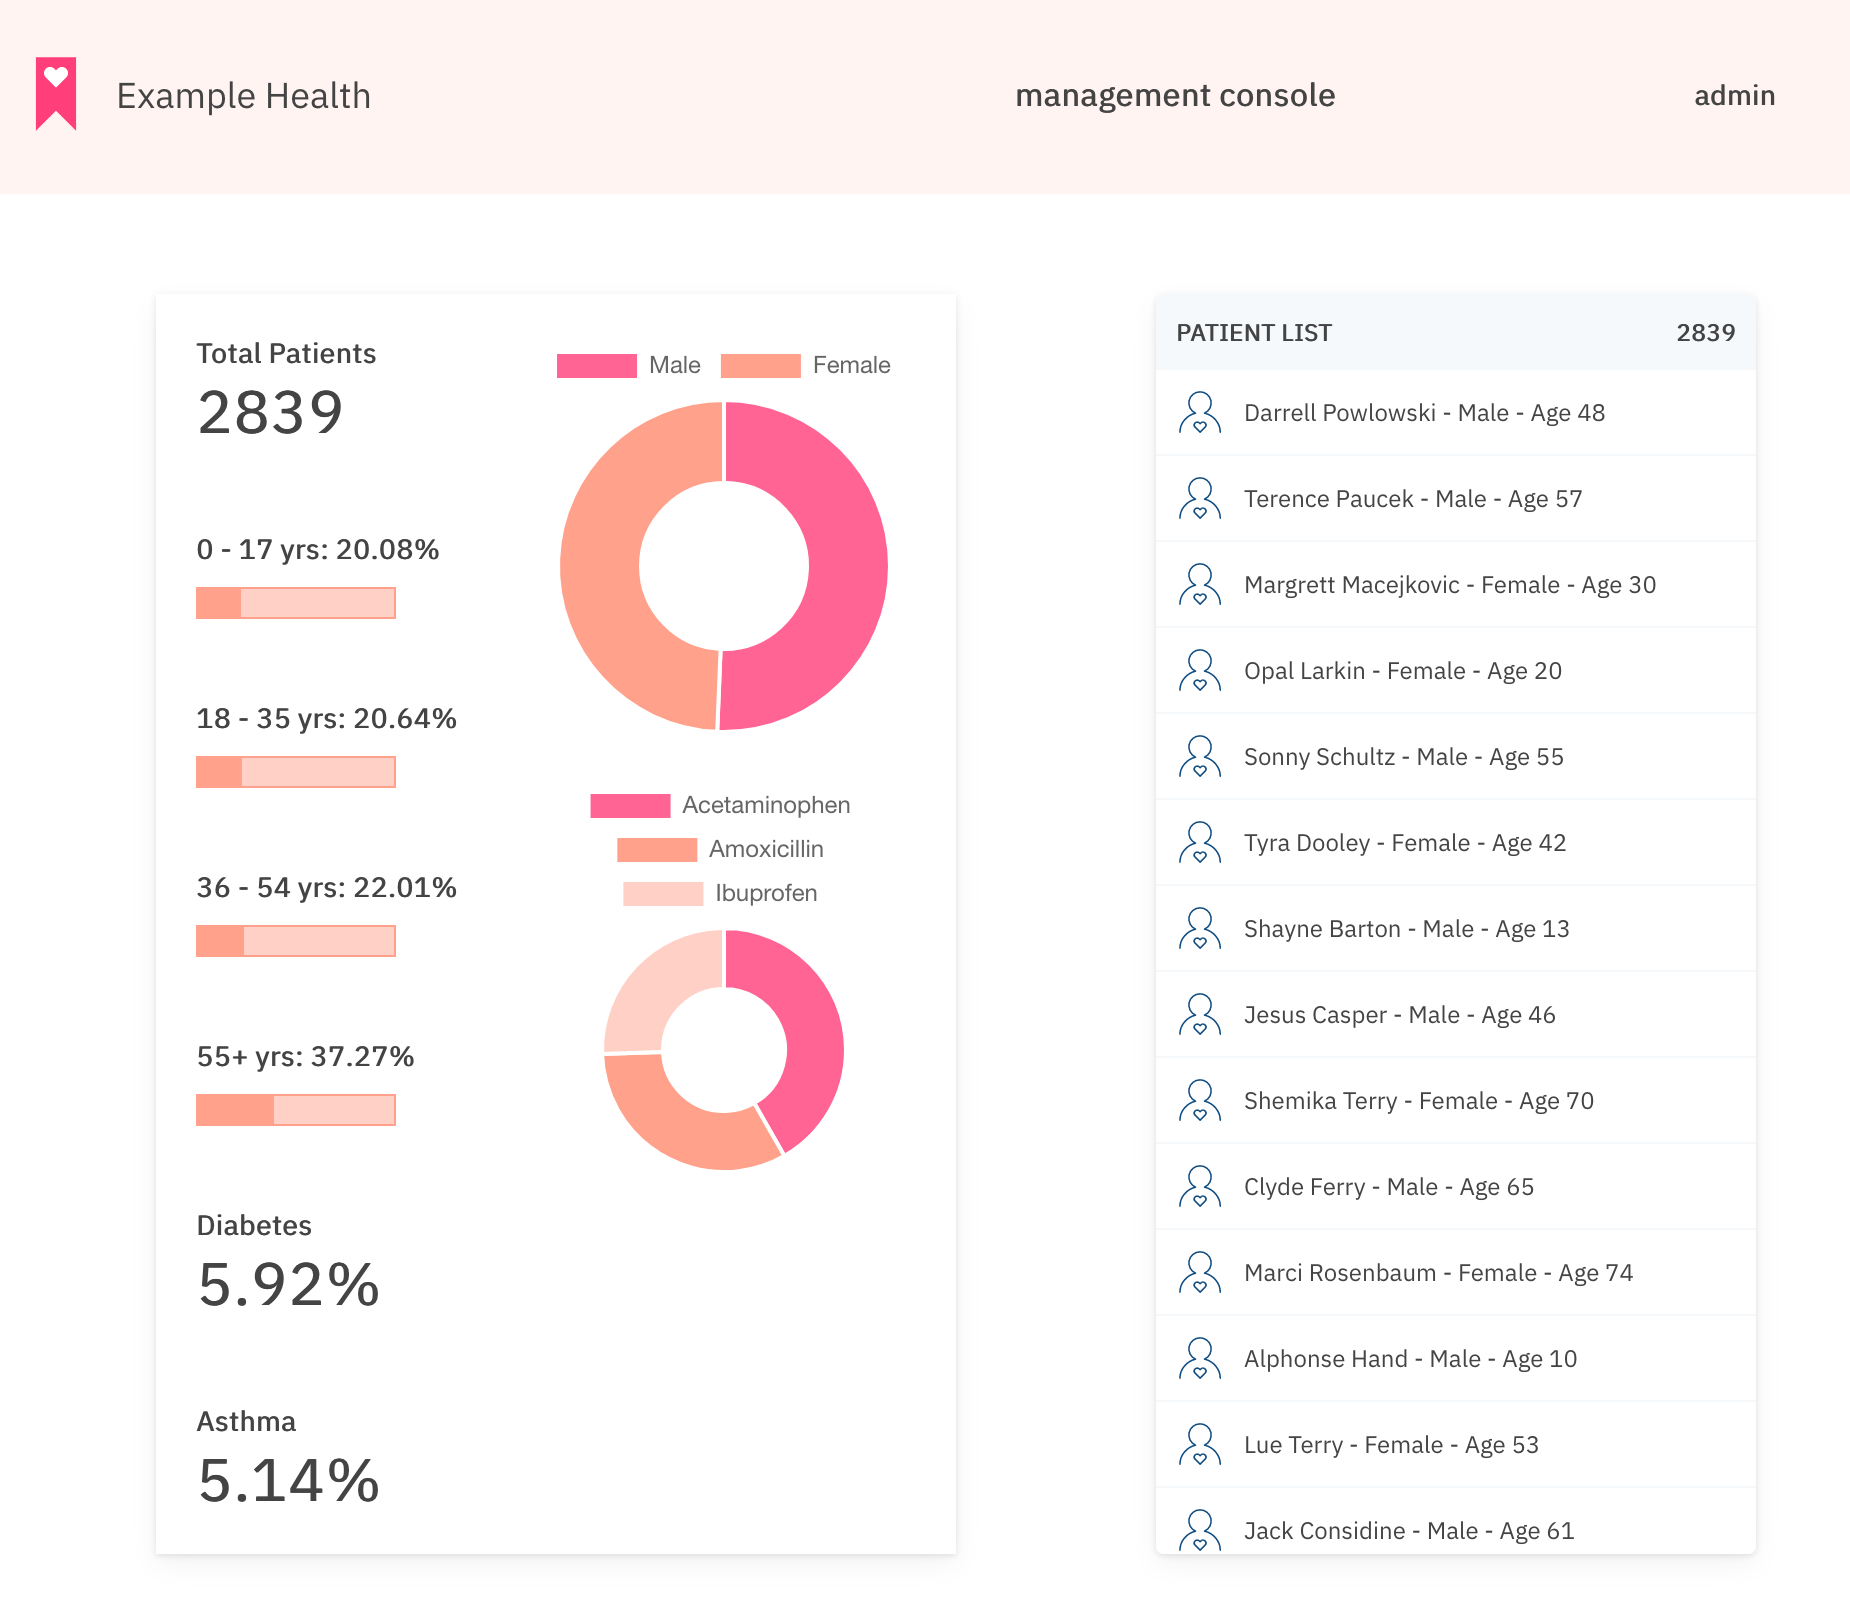 Example Health
management console
admin
Total Patients
2839
0 - 17 yrs: 20.08%
18 - 35 yrs: 20.64%
36 - 54 yrs: 22.01%
55+ yrs: 37.27%
Diabetes
5.92%
Asthma
5.14%
Male
Female
Acetaminophen
Amoxicillin
Ibuprofen
PATIENT LIST
2839
Darrell Powlowski - Male - Age 48
Terence Paucek - Male - Age 57
Margrett Macejkovic - Female - Age 30
Opal Larkin - Female - Age 20
Sonny Schultz - Male - Age 55
Tyra Dooley - Female - Age 42
Shayne Barton - Male - Age 13
Jesus Casper - Male - Age 46
Shemika Terry - Female - Age 70
Clyde Ferry - Male - Age 65
Marci Rosenbaum - Female - Age 74
Alphonse Hand - Male - Age 10
Lue Terry - Female - Age 53
Jack Considine - Male - Age 61